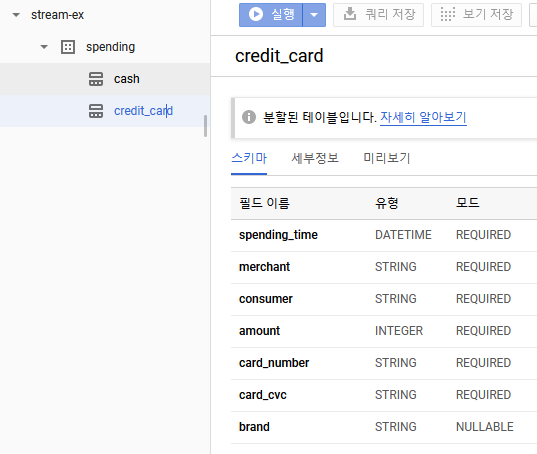 stream-ex
spending
cash
credit_card
실행 쿼리 저장 보기 저장
credit_card
분할된 테이블입니다. 자세히 알아보기
스키마 세부정보 미리보기
필드 이름 유형 모드
spending_time DATETIME REQUIRED
merchant STRING REQUIRED
consumer STRING REQUIRED
amount INTEGER REQUIRED
card_number STRING REQUIRED
card_cvc STRING REQUIRED
brand STRING NULLABLE